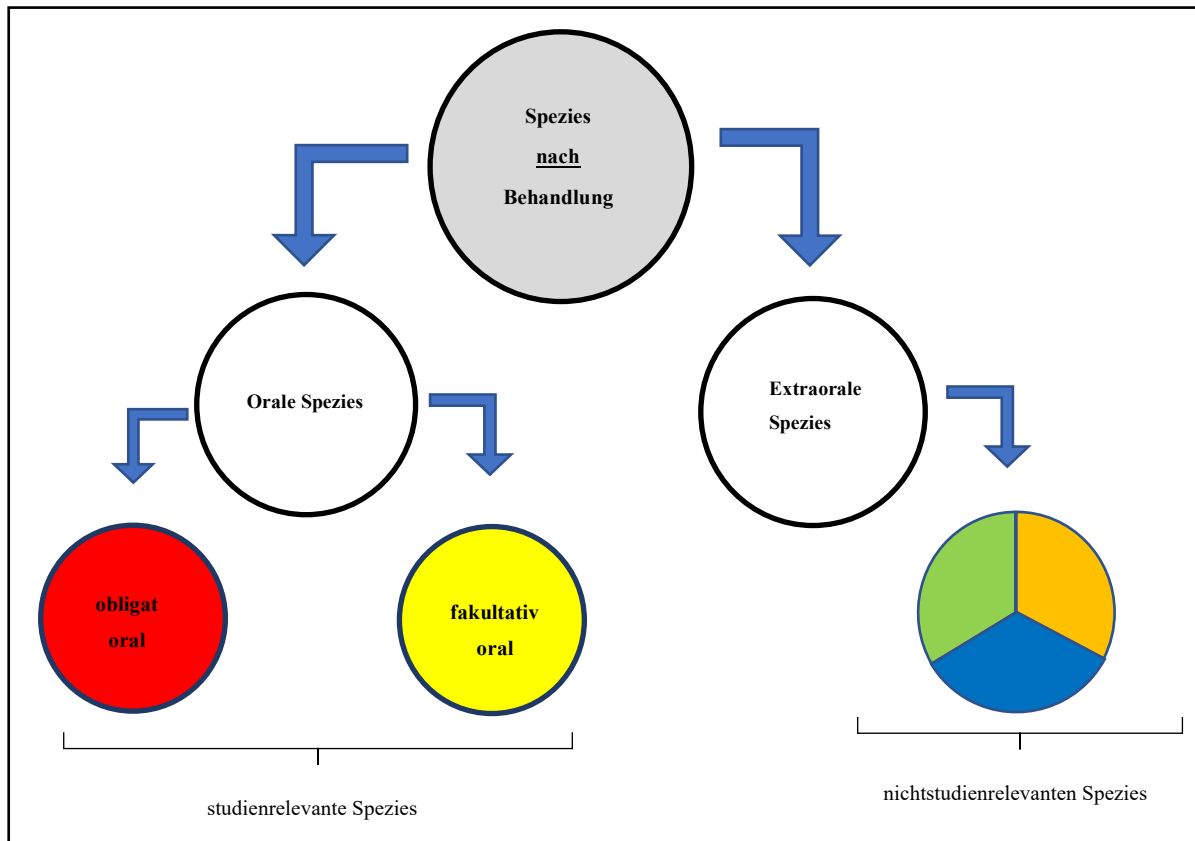 Spezies
nach
Behandlung
Orale Spezies
Extraorale
Spezies
obligat
oral
fakultativ
oral
studienrelevante Spezies
nichtstudienrelevanten Spezies